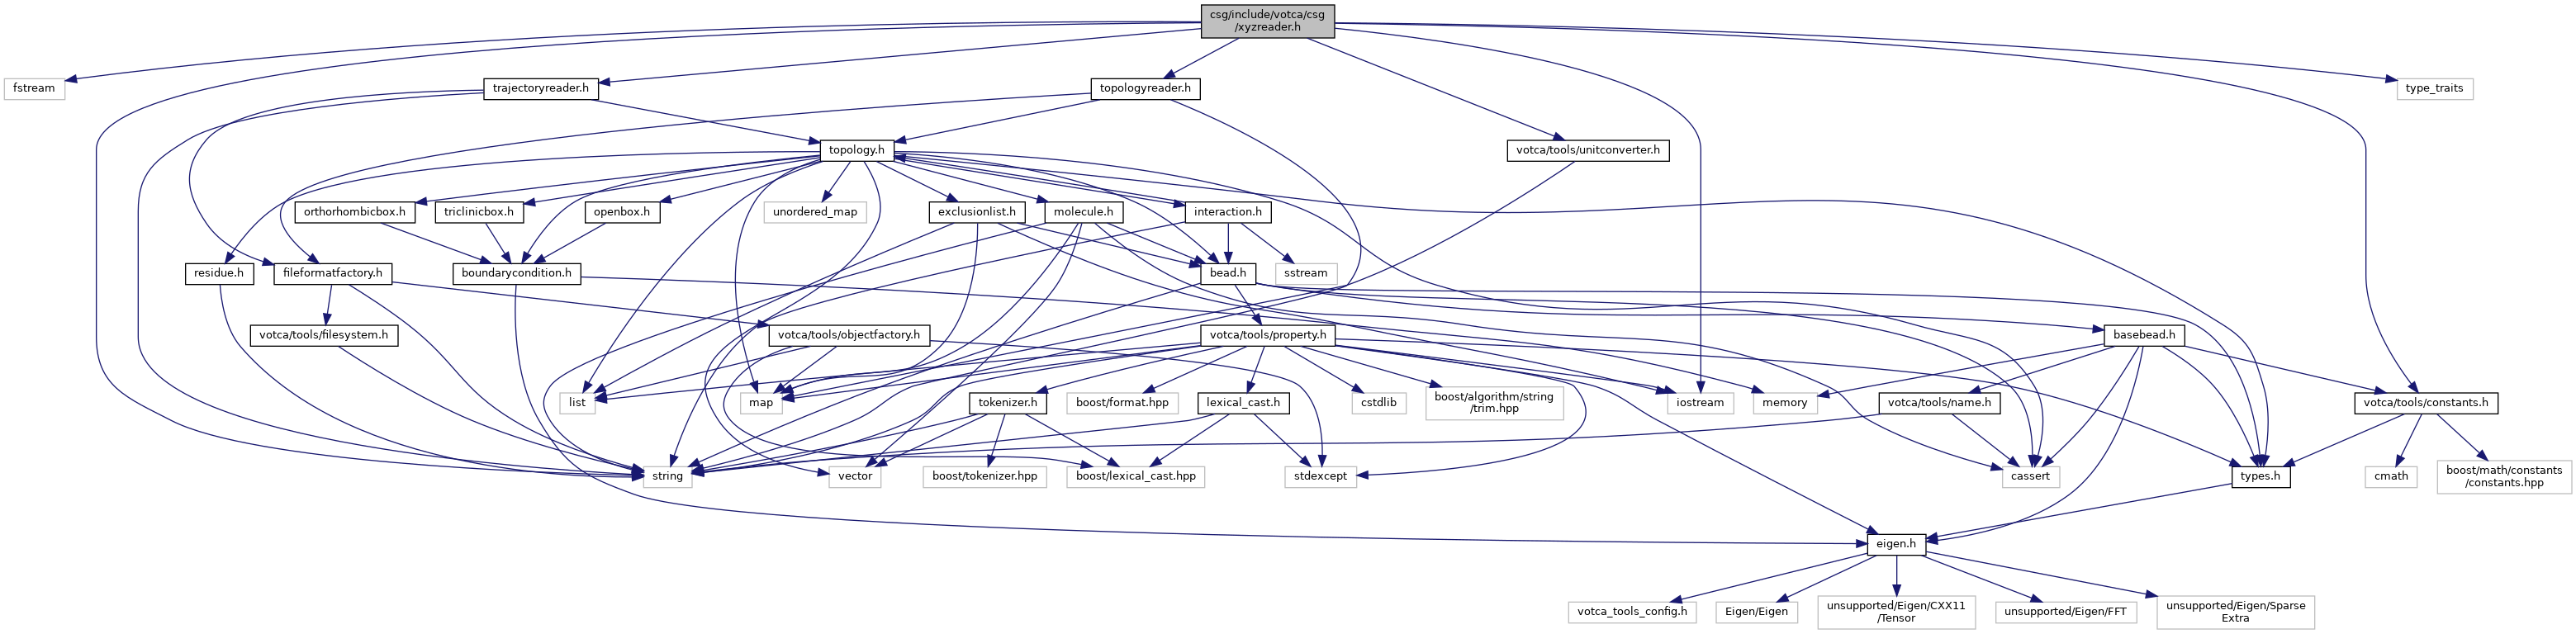 csg/include/votca/csg
/xyzreader.h
fstream
trajectoryreader.h
topologyreader.h
type_traits
topology.h
votca/tools/unitconverter.h
orthorhombicbox.h
triclinicbox.h
openbox.h
unordered_map
exclusionlist.h
molecule.h
interaction.h
residue.h
fileformatfactory.h
boundarycondition.h
bead.h
sstream
votca/tools/filesystem.h
votca/tools/objectfactory.h
votca/tools/property.h
basebead.h
list
map
tokenizer.h
boost/format.hpp
lexical_cast.h
cstdlib
boost/algorithm/string
/trim.hpp
iostream
memory
votca/tools/name.h
votca/tools/constants.h
string
vector
boost/tokenizer.hpp
boost/lexical_cast.hpp
stdexcept
cassert
types.h
cmath
boost/math/constants
/constants.hpp
eigen.h
votca_tools_config.h
Eigen/Eigen
unsupported/Eigen/CXX11
/Tensor
unsupported/Eigen/FFT
unsupported/Eigen/Sparse
Extra